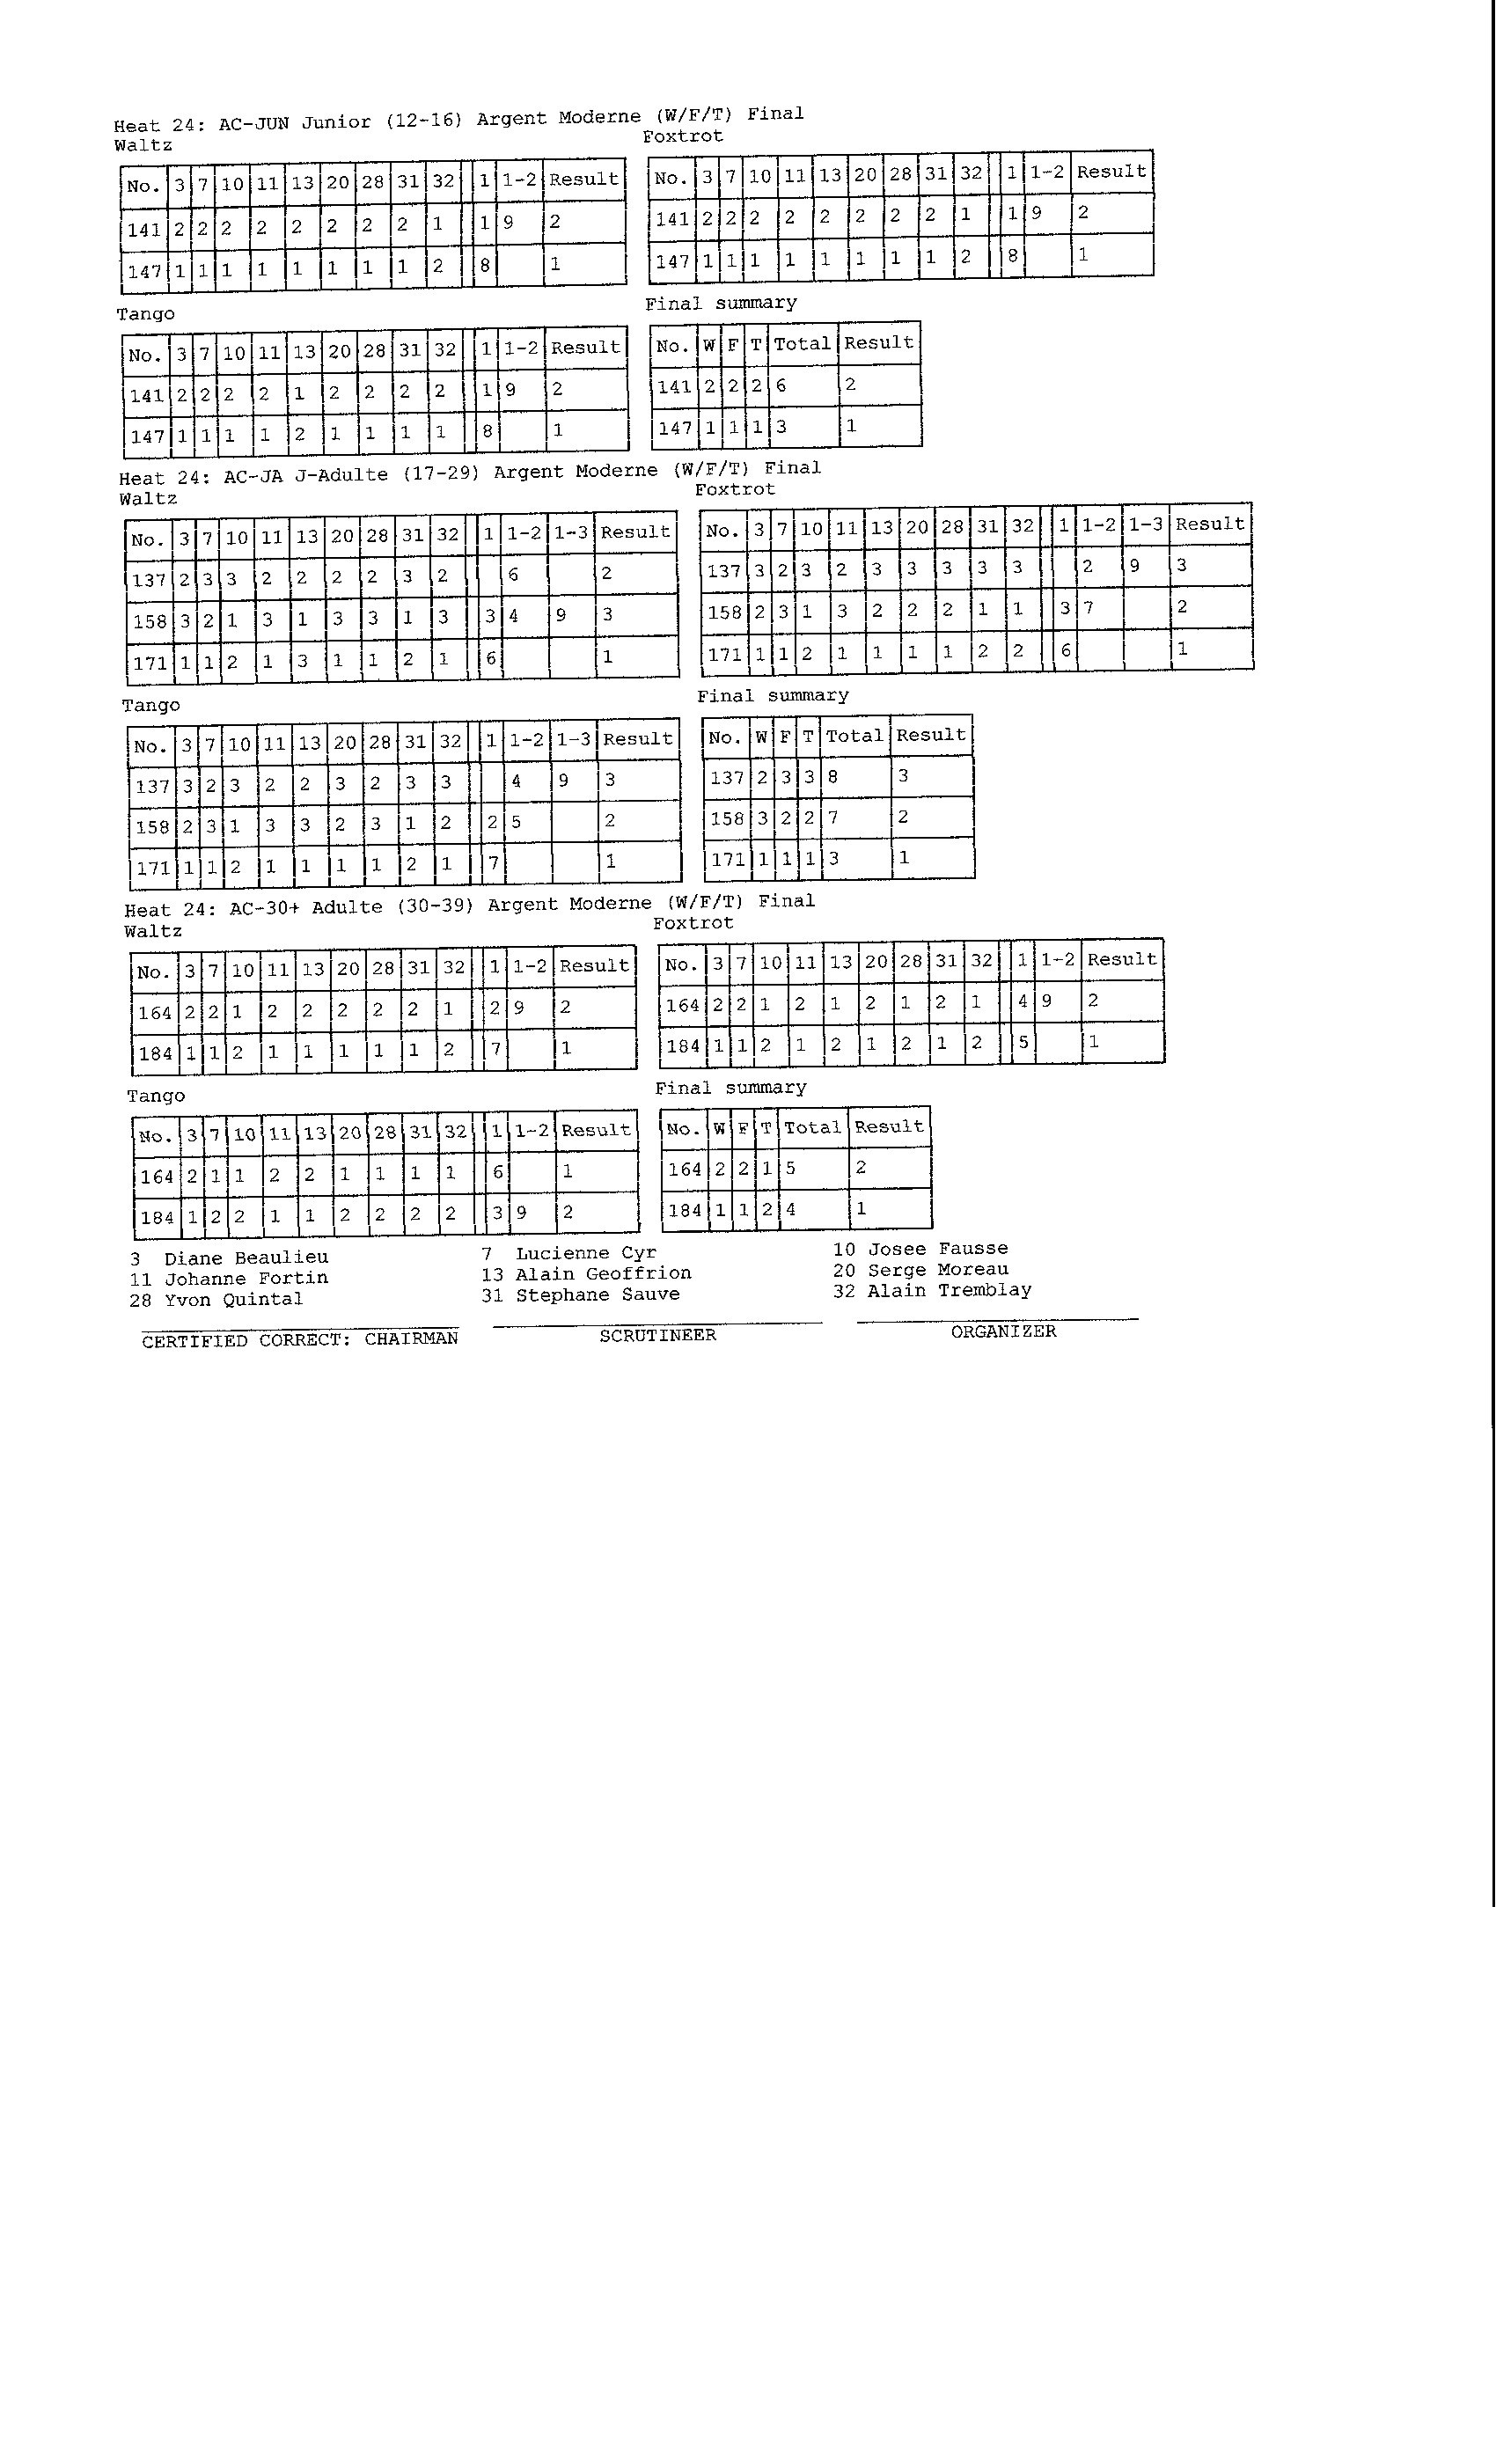 Heat 24: AC-JUN Junior (12-16) Argent Moderne (W/F/T) Final
Waltz
No. 3 7 10 11 13 20 28 31 32 1 1-2 Result
141 2 2 2 2 2 2 2 2 1 1 9 2
147 1 1 1 1 1 1 1 1 2 8 1
Foxtrot
No. 3 7 10 11 13 20 28 31 32 1 1-2 Result
141 2 2 2 2 2 2 2 2 1 1 9 2
147 1 1 1 1 1 1 1 1 2 8 1
Tango
No. 3 7 10 11 13 20 28 31 32 1 1-2 Result
141 2 2 2 2 1 2 2 2 2 1 9 2
147 1 1 1 1 2 1 1 1 1 8 1
Final summary
No. W F T Total Result
141 2 2 2 6 2
147 1 1 1 3 1
Heat 24: AC-JA J-Adulte (17-29) Argent Moderne (W/F/T) Final
Waltz
No. 3 7 10 11 13 20 28 31 32 1 1-2 1-3 Result
137 2 3 3 2 2 2 2 3 2 6 2
158 3 2 1 3 1 3 3 1 3 3 4 9 3
171 1 1 2 1 3 1 1 2 1 6 1
Foxtrot
No. 3 7 10 11 13 20 28 31 32 1 1-2 1-3 Result
137 3 2 3 2 3 3 3 3 3 2 9 3
158 2 3 1 3 2 2 2 1 1 3 7 2
171 1 1 2 1 1 1 1 2 2 6 1
Tango
No. 3 7 10 11 13 20 28 31 32 1 1-2 1-3 Result
137 3 2 3 2 2 3 2 3 3 4 9 3
158 2 3 1 3 3 2 3 1 2 2 5 2
171 1 1 2 1 1 1 1 2 1 7 1
Final summary
No. W F T Total Result
137 2 3 3 8 3
158 3 2 2 7 2
171 1 1 1 3 1
Heat 24: AC-30+ Adulte (30-39) Argent Moderne (W/F/T) Final
Waltz
No. 3 7 10 11 13 20 28 31 32 1 1-2 Result
164 2 2 1 2 2 2 2 2 1 2 9 2
184 1 1 2 1 1 1 1 1 2 7 1
Foxtrot
No. 3 7 10 11 13 20 28 31 32 1 1-2 Result
164 2 2 1 2 1 2 1 2 1 4 9 2
184 1 1 2 1 2 1 2 1 2 5 1
Tango
No. 3 7 10 11 13 20 28 31 32 1 1-2 Result
164 2 1 1 2 2 1 1 1 1 6 1
184 1 2 2 1 1 2 2 2 2 3 9 2
Final summary
No. W F T Total Result
164 2 2 1 5 2
184 1 1 2 4 1
3 Diane Beaulieu 7 Lucienne Cyr 10 Josee Fausse
11 Johanne Fortin 13 Alain Geoffrion 20 Serge Moreau
28 Yvon Quintal 31 Stephane Sauve 32 Alain Tremblay
CERTIFIED CORRECT: CHAIRMAN SCRUTINEER ORGANIZER